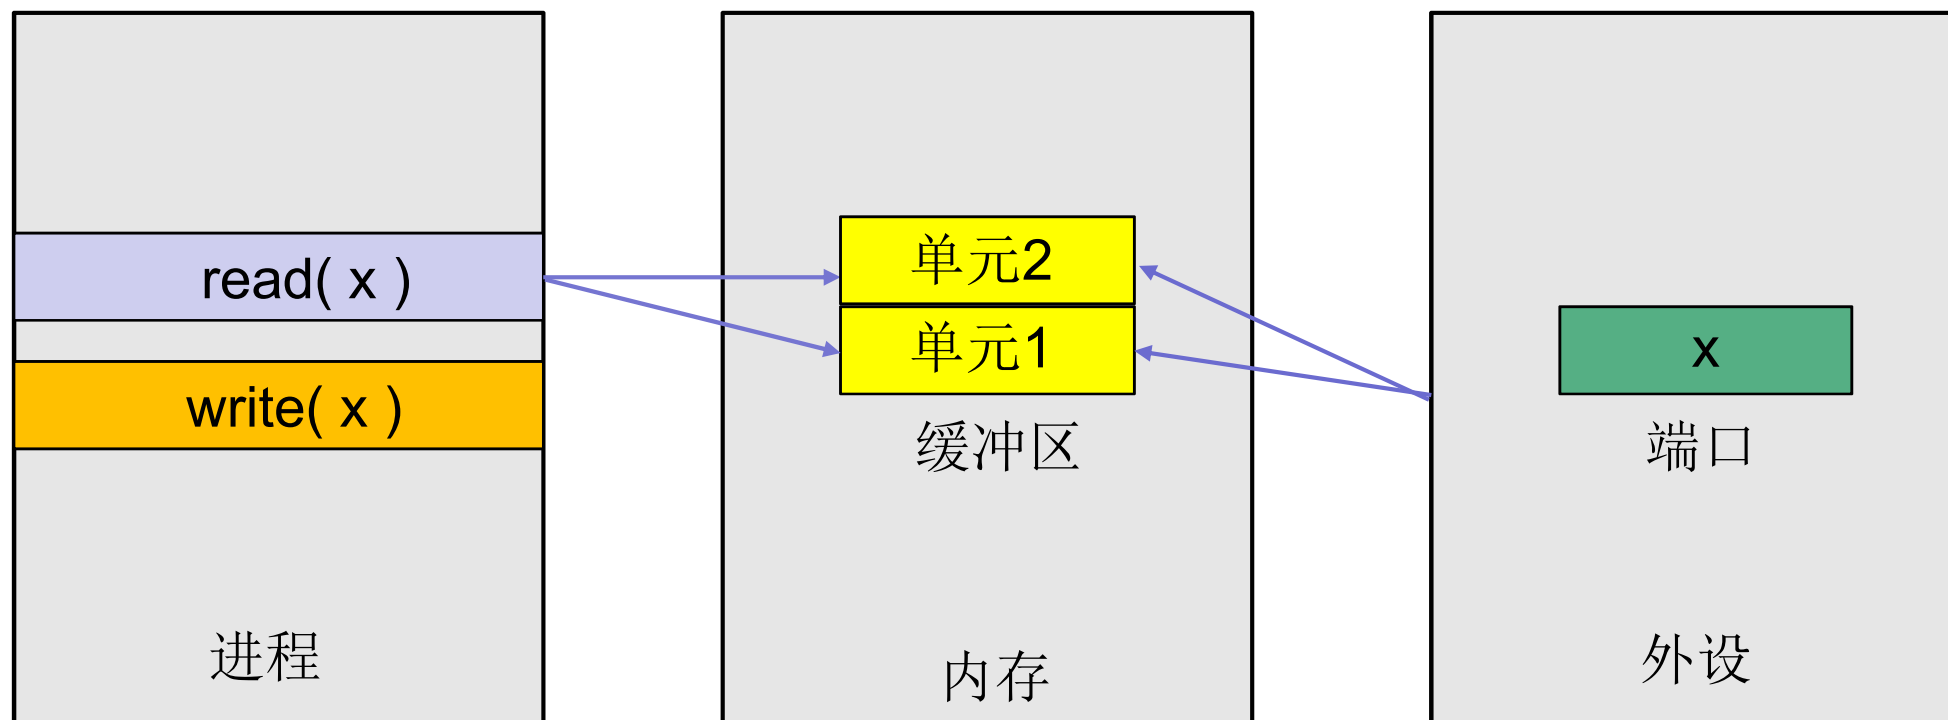 read( x )
write( x )
进程
单元2
单元1
缓冲区
内存
x
端口
外设